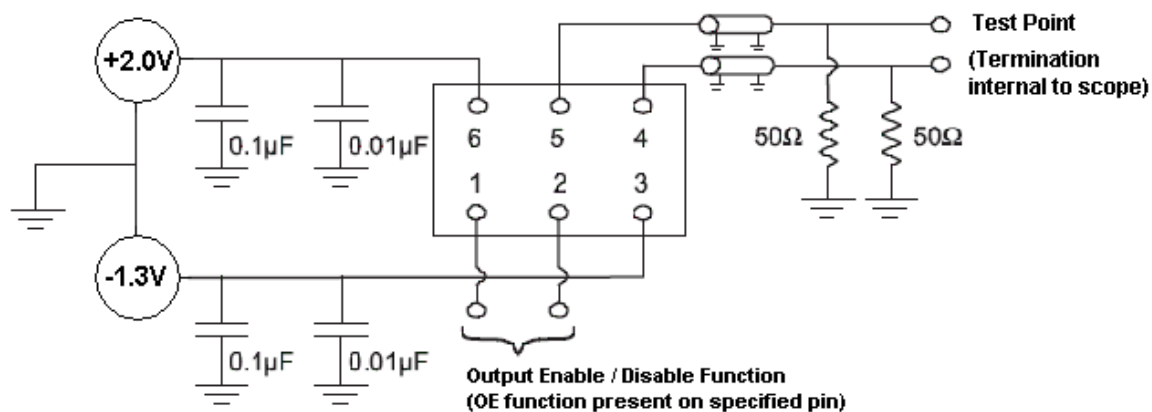 +2.0V
Test Point
(Termination
internal to scope)
0.1µF
0.01µF
6
5
4
50Ω
50Ω
1
2
3
-1.3V
0.1µF
0.01µF
Output Enable / Disable Function
(OE function present on specified pin)